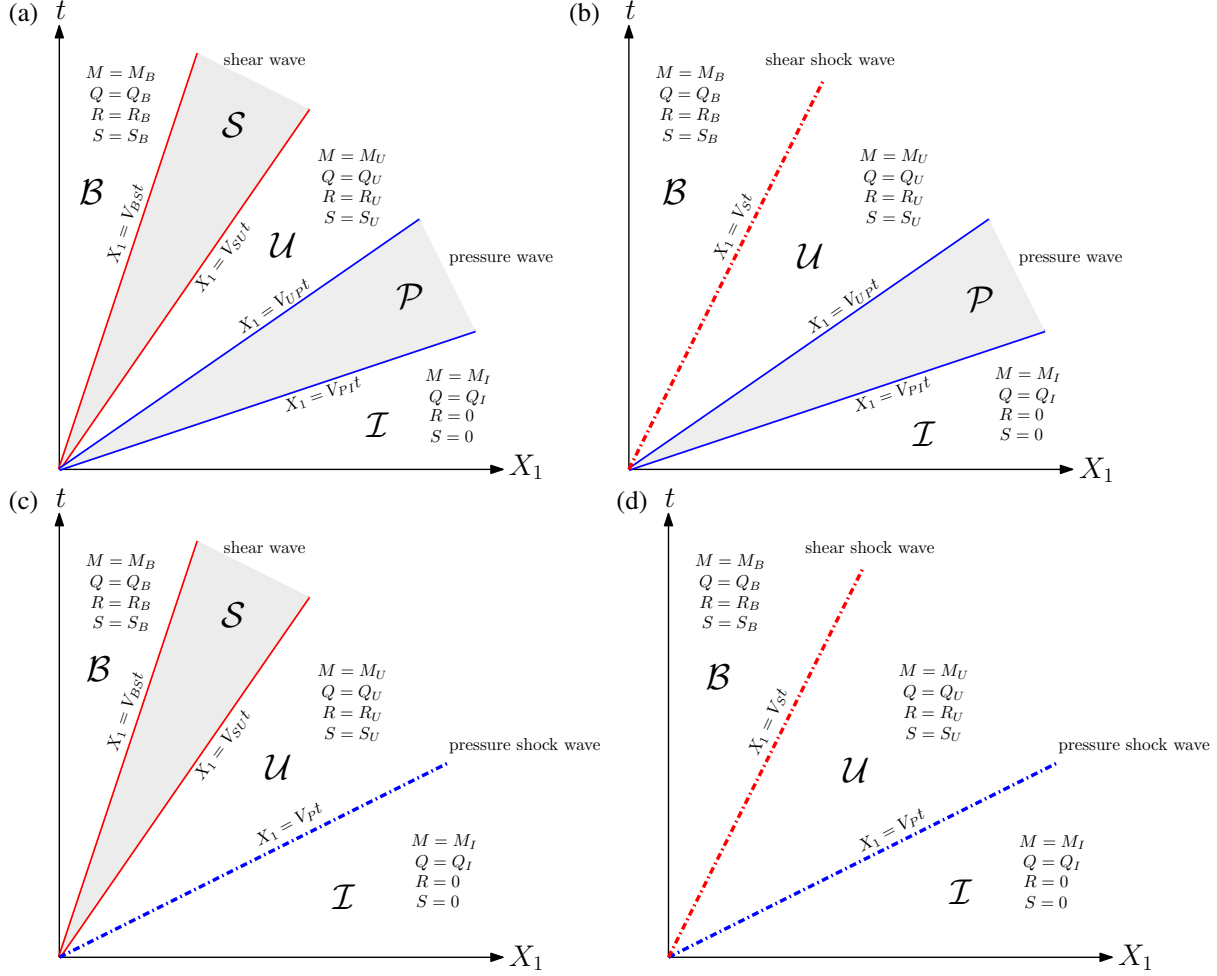 (a)
t
shear wave
M = M_B
Q = Q_B
R = R_B
S = S_B
𝒮
ℬ
X_1 = V_{BS}t
X_1 = V_{SU}t
M = M_U
Q = Q_U
R = R_U
S = S_U
𝒰
X_1 = V_{UP}t
pressure wave
𝒫
X_1 = V_{PI}t
M = M_I
Q = Q_I
R = 0
S = 0
ℐ
X_1
(b)
t
shear shock wave
M = M_B
Q = Q_B
R = R_B
S = S_B
ℬ
X_1 = V_St
M = M_U
Q = Q_U
R = R_U
S = S_U
𝒰
X_1 = V_{UP}t
pressure wave
𝒫
X_1 = V_{PI}t
M = M_I
Q = Q_I
R = 0
S = 0
ℐ
X_1
(c)
t
shear wave
M = M_B
Q = Q_B
R = R_B
S = S_B
𝒮
ℬ
X_1 = V_{BS}t
X_1 = V_{SU}t
M = M_U
Q = Q_U
R = R_U
S = S_U
𝒰
pressure shock wave
X_1 = V_Pt
M = M_I
Q = Q_I
R = 0
S = 0
ℐ
X_1
(d)
t
shear shock wave
M = M_B
Q = Q_B
R = R_B
S = S_B
ℬ
X_1 = V_St
M = M_U
Q = Q_U
R = R_U
S = S_U
𝒰
pressure shock wave
X_1 = V_Pt
M = M_I
Q = Q_I
R = 0
S = 0
ℐ
X_1